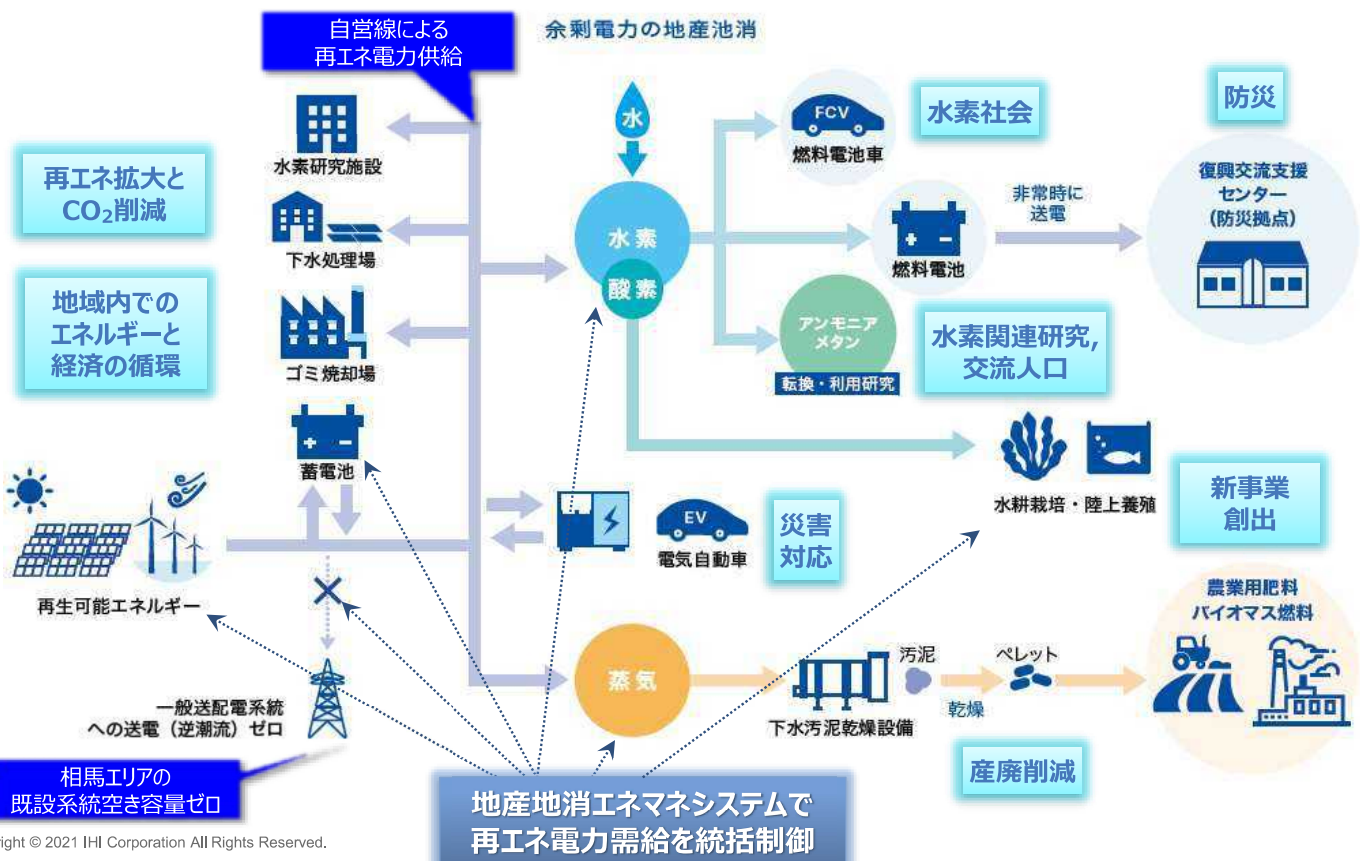 自営線による
再エネ電力供給
余剰電力の地産池消
水素研究施設
下水処理場
ゴミ焼却場
蓄電池
再エネ拡大と
CO₂削減
地域内での
エネルギーと
経済の循環
再生可能エネルギー
一般送配電系統
への送電（逆潮流）ゼロ
相馬エリアの
既設系統空き容量ゼロ
水
水素
酸素
FCV
燃料電池車
水素社会
燃料電池
非常時に
送電
防災
復興交流支援
センター
（防災拠点）
アンモニア
メタン
転換・利用研究
水素関連研究,
交流人口
水耕栽培・陸上養殖
新事業
創出
EV
電気自動車
災害
対応
蒸気
下水汚泥乾燥設備
汚泥
乾燥
ペレット
農業用肥料
バイオマス燃料
産廃削減
地産地消エネマネシステムで
再エネ電力需給を統括制御
right © 2021 IHI Corporation All Rights Reserved.